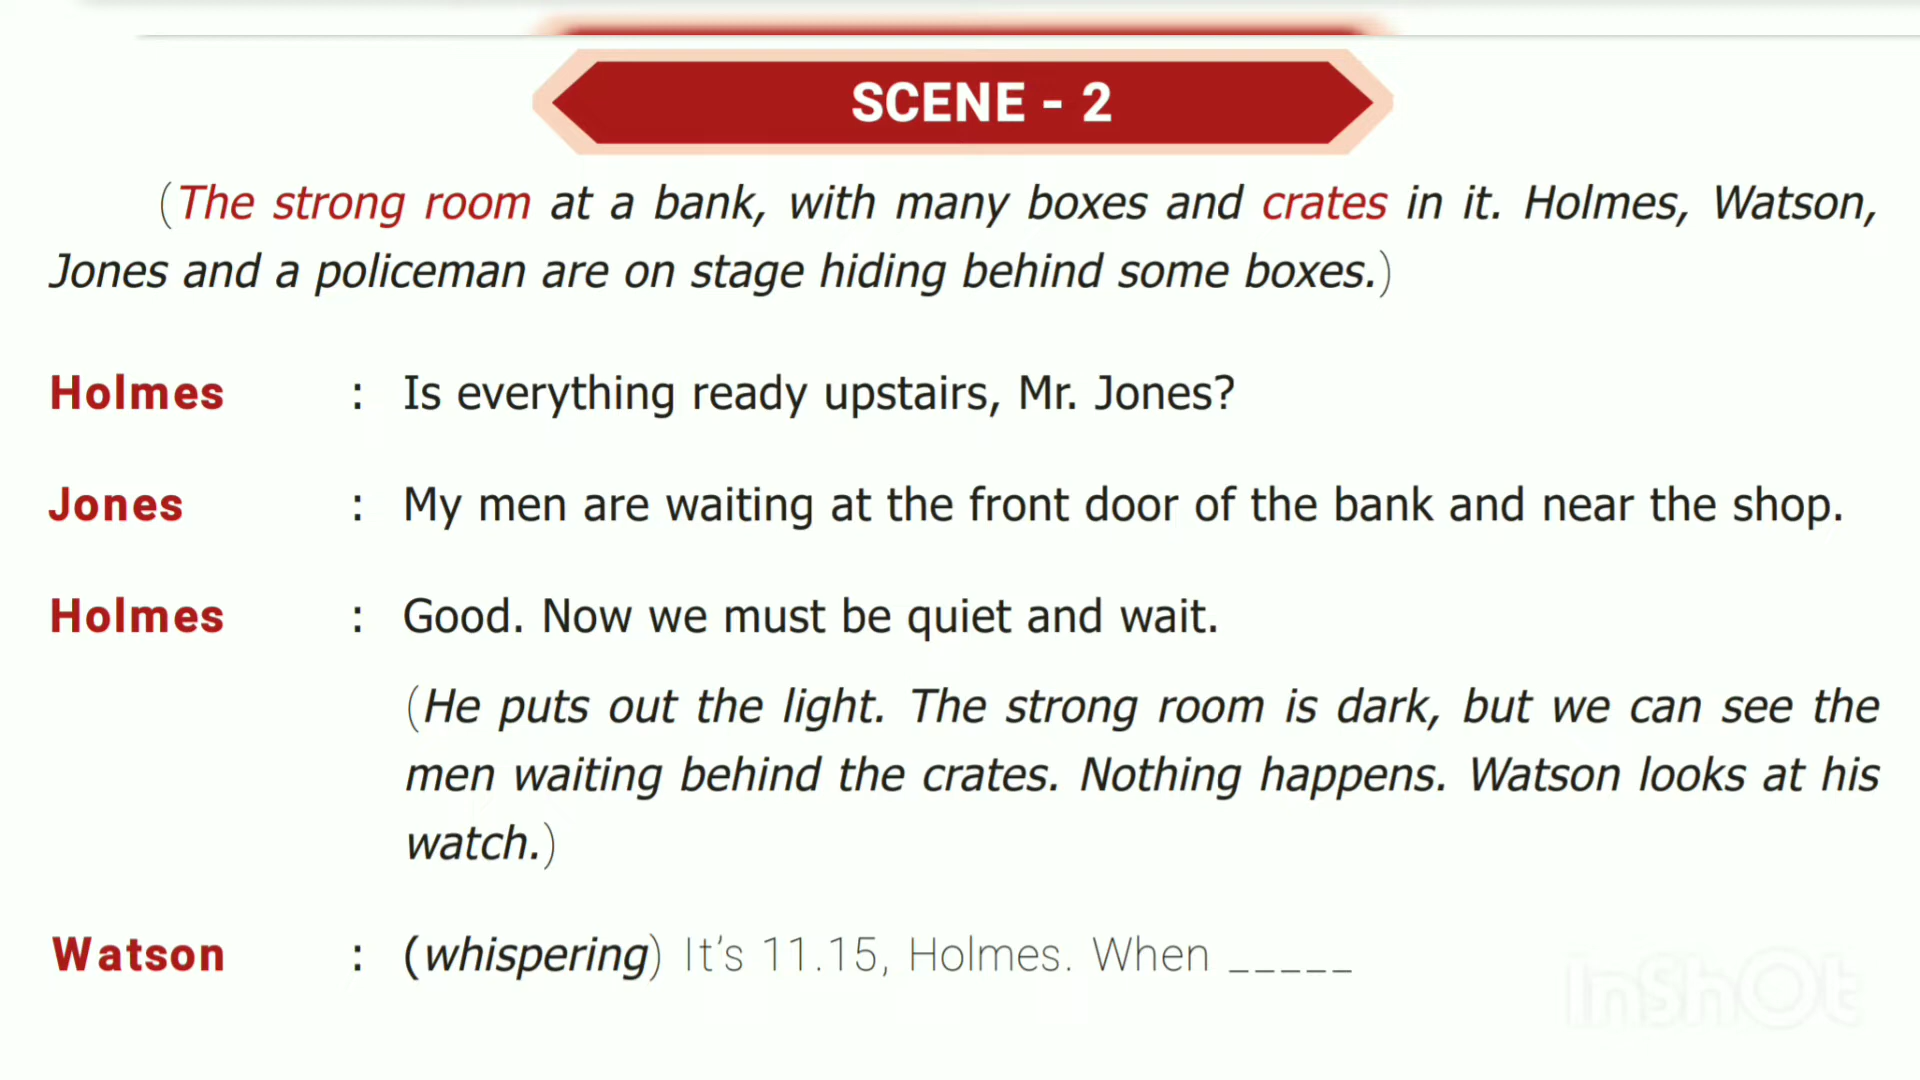 SCENE - 2
(The strong room at a bank, with many boxes and crates in it. Holmes, Watson,
Jones and a policeman are on stage hiding behind some boxes.)
Holmes : Is everything ready upstairs, Mr. Jones?
Jones : My men are waiting at the front door of the bank and near the shop.
Holmes : Good. Now we must be quiet and wait.
(He puts out the light. The strong room is dark, but we can see the
men waiting behind the crates. Nothing happens. Watson looks at his
watch.)
Watson : (whispering) It's 11.15, Holmes. When _____
InShOt